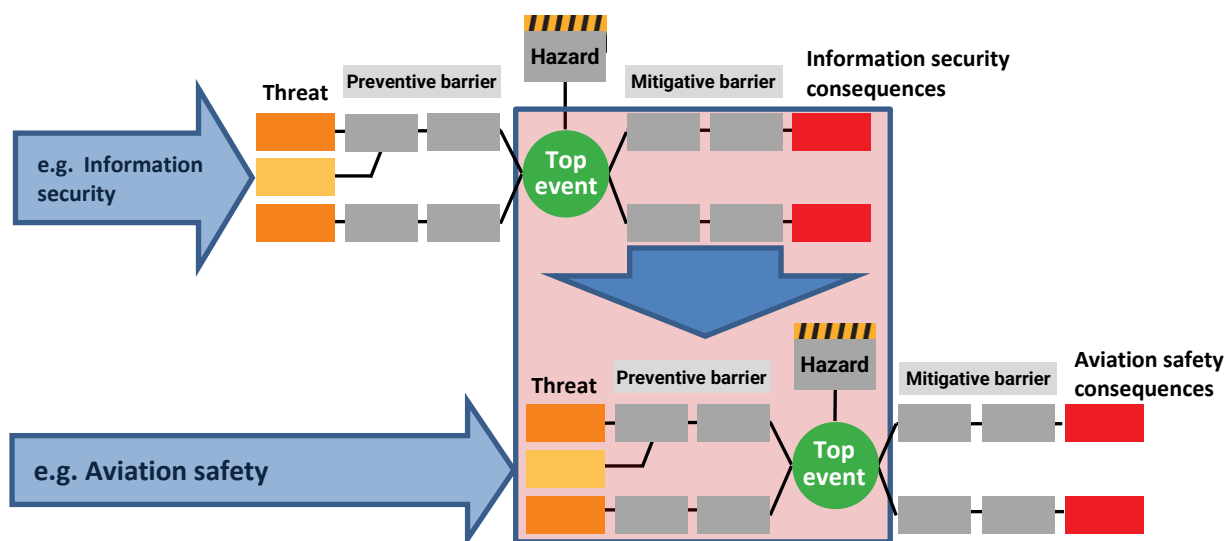 Hazard
Information security
consequences
Preventive barrier
Mitigative barrier
Threat
e.g. Information
security
Top
event
Hazard
Aviation safety
consequences
Preventive barrier
Mitigative barrier
Threat
e.g. Aviation safety
Top
event